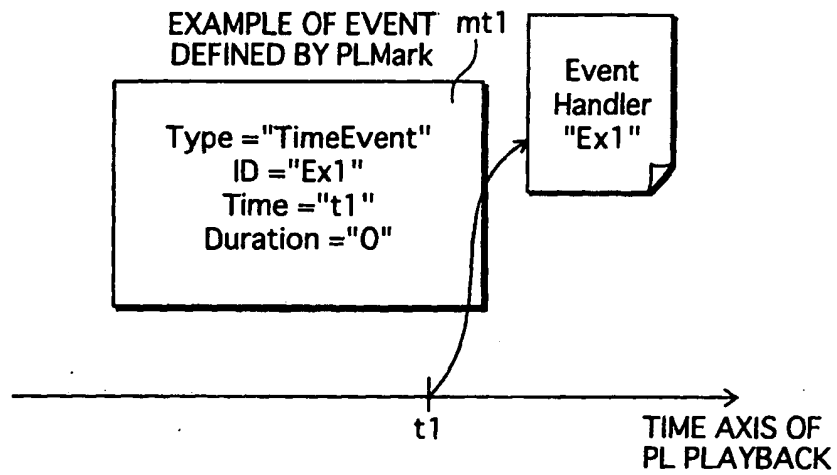 EXAMPLE OF EVENT mt1
DEFINED BY PLMark
Type ="TimeEvent"
ID ="Ex1"
Time ="t1"
Duration ="0"
Event
Handler
"Ex1"
t1
TIME AXIS OF
PL PLAYBACK